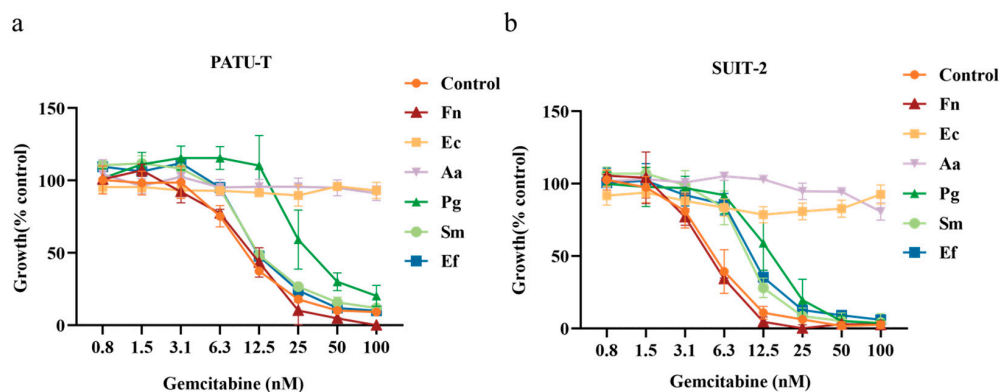 a
PATU-T
Growth(% control)
150
100
50
0
0.8 1.5 3.1 6.3 12.5 25 50 100
Gemcitabine (nM)
Control
Fn
Ec
Aa
Pg
Sm
Ef
b
SUIT-2
Growth(% control)
150
100
50
0
0.8 1.5 3.1 6.3 12.5 25 50 100
Gemcitabine (nM)
Control
Fn
Ec
Aa
Pg
Sm
Ef